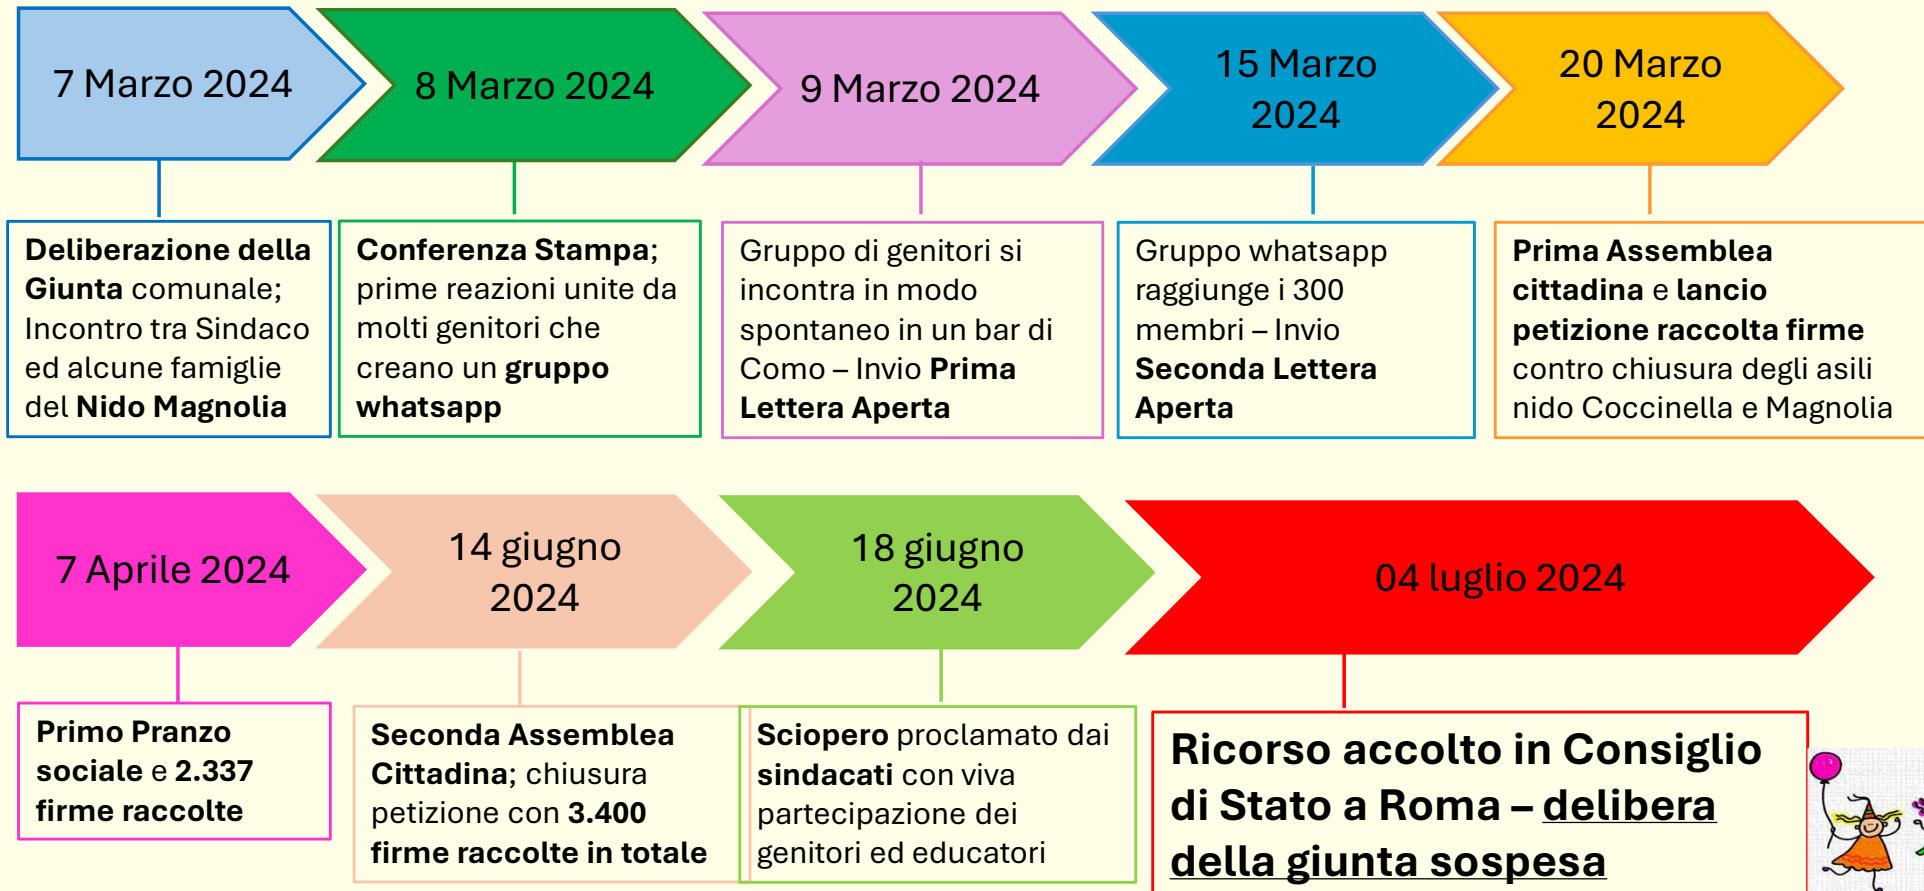 7 Marzo 2024
8 Marzo 2024
9 Marzo 2024
15 Marzo
2024
20 Marzo
2024
Deliberazione della
Giunta comunale;
Incontro tra Sindaco
ed alcune famiglie
del Nido Magnolia
Conferenza Stampa;
prime reazioni unite da
molti genitori che
creano un gruppo
whatsapp
Gruppo di genitori si
incontra in modo
spontaneo in un bar di
Como – Invio Prima
Lettera Aperta
Gruppo whatsapp
raggiunge i 300
membri – Invio
Seconda Lettera
Aperta
Prima Assemblea
cittadina e lancio
petizione raccolta firme
contro chiusura degli asili
nido Coccinella e Magnolia
7 Aprile 2024
14 giugno
2024
18 giugno
2024
04 luglio 2024
Primo Pranzo
sociale e 2.337
firme raccolte
Seconda Assemblea
Cittadina; chiusura
petizione con 3.400
firme raccolte in totale
Sciopero proclamato dai
sindacati con viva
partecipazione dei
genitori ed educatori
Ricorso accolto in Consiglio
di Stato a Roma – delibera
della giunta sospesa